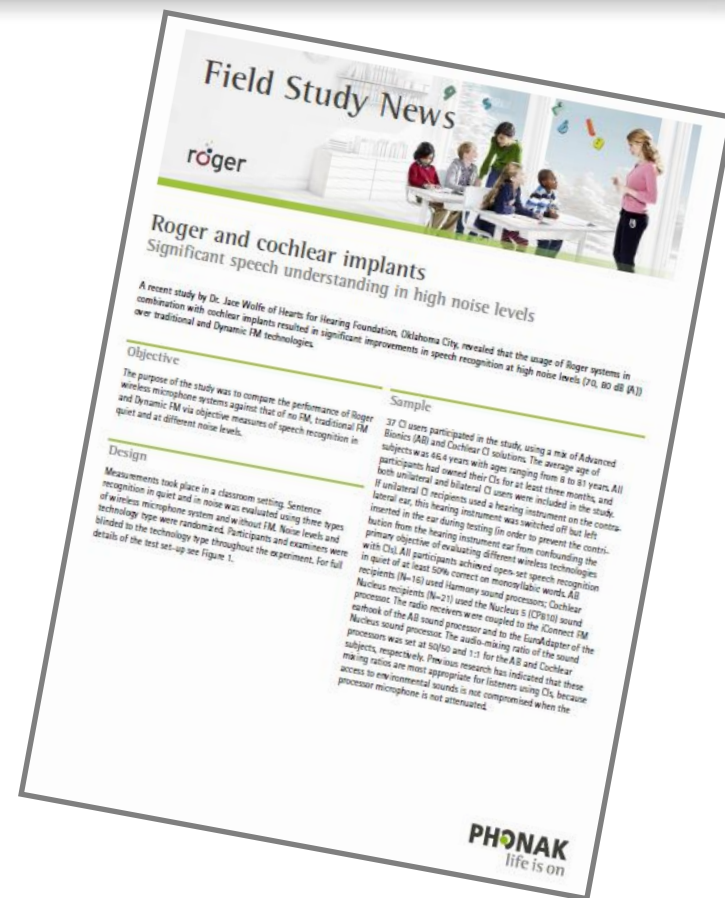 Field Study News
roger
Roger and cochlear implants
Significant speech understanding in high noise levels
A recent study by Dr. Jace Wolfe of Hearts for Hearing Foundation, Oklahoma City, revealed that the usage of Roger systems in
combination with cochlear implants resulted in significant improvements in speech recognition at high noise levels (70, 80 dB (A))
over traditional and Dynamic FM technologies.
Objective
The purpose of the study was to compare the performance of Roger
wireless microphone systems against that of no FM, traditional FM
and Dynamic FM via objective measures of speech recognition in
quiet and at different noise levels.
Design
Measurements took place in a classroom setting. Sentence
recognition in quiet and in noise was evaluated using three types
of wireless microphone system and without FM. Noise levels and
technology type were randomized. Participants and examiners were
blinded to the technology type throughout the experiment. For full
details of the test set-up see Figure 1.
Sample
37 CI users participated in the study, using a mix of Advanced
Bionics (AB) and Cochlear CI solutions. The average age of
subjects was 46.4 years with ages ranging from 8 to 81 years. All
participants had owned their CIs for at least three months, and
both unilateral and bilateral CI users were included in the study.
If unilateral CI recipients used a hearing instrument on the contra-
lateral ear, this hearing instrument was switched off but left
inserted in the ear during testing (in order to prevent the contri-
bution from the hearing instrument ear from confounding the
primary objective of evaluating different wireless technologies
with CIs). All participants achieved open-set speech recognition
in quiet of at least 50% correct on monosyllabic words. AB
recipients (N=16) used Harmony sound processors; Cochlear
Nucleus recipients (N=21) used the Nucleus 5 (CP810) sound
processor. The radio receivers were coupled to the iConnect FM
earhook of the AB sound processor and to the EuroAdapter of the
Nucleus sound processor. The audio-mixing ratio of the sound
processors was set at 50/50 and 1:1 for the AB and Cochlear
subjects, respectively. Previous research has indicated that these
mixing ratios are most appropriate for listeners using CIs, because
access to environmental sounds is not compromised when the
processor microphone is not attenuated.
PHONAK
life is on